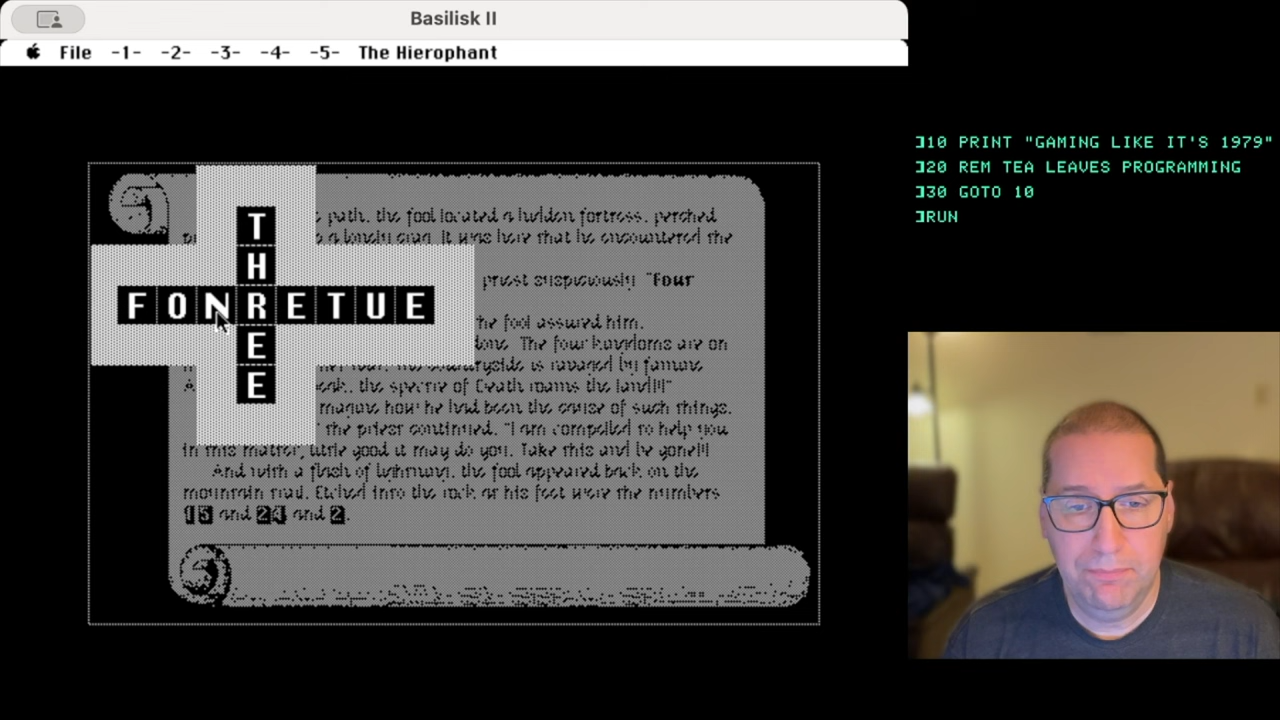 Basilisk II
File -1- -2- -3- -4- -5- The Hierophant
]10 PRINT "GAMING LIKE IT'S 1979"
]20 REM TEA LEAVES PROGRAMMING
]30 GOTO 10
]RUN
path, the fool located a hidden fortress, perched
a lonely crag. It was here that he encountered the
priest suspiciously. "Four
he fool assured him.
The four kingdoms are on
countryside is ravaged by famine
the specter of Death roams the land!!!"
imagine how he had been the cause of such things.
the priest continued. "I am compelled to help you
in this matter, little good it may do you. Take this and be gone!!!
And with a flash of lightning, the fool appeared back on the
mountain road. Etched into the rock at his feet were the numbers
15 and 24 and 2.
T
H
FONRETUE
E
E